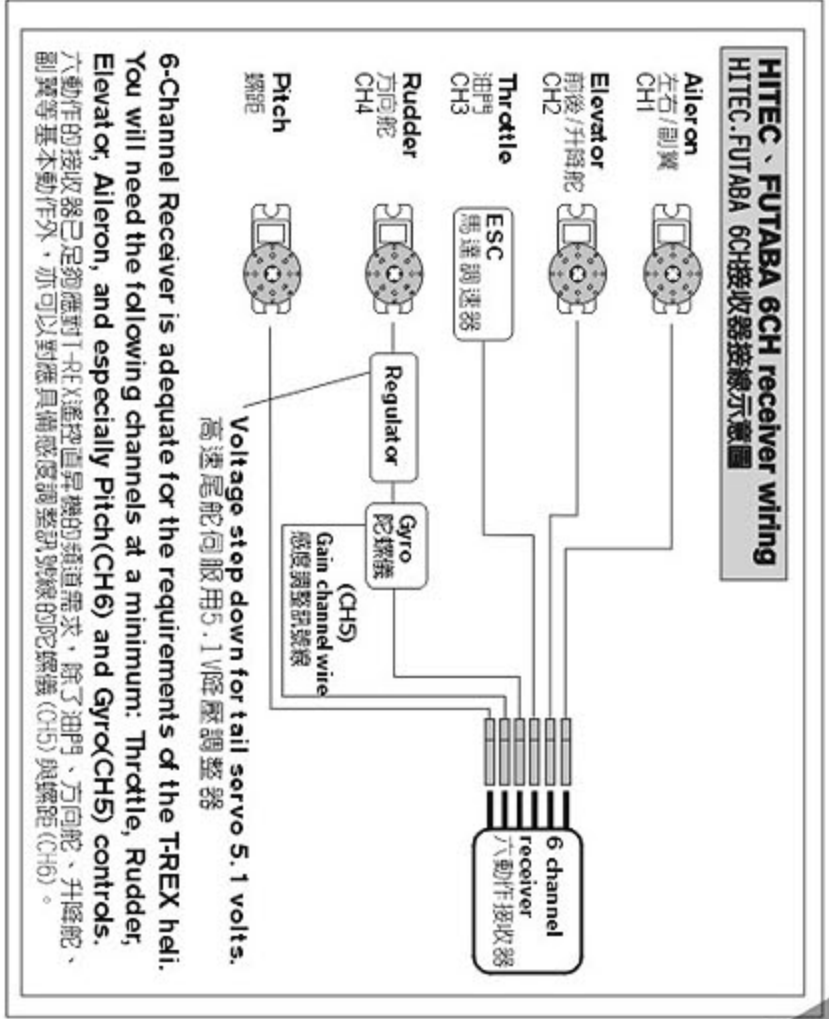 HITEC、FUTABA 6CH receiver wiring
HITEC.FUTABA 6CH接收器接線示意圖
Aileron
左右/副翼
CH1
Elevator
前後/升降舵
CH2
Throttle
油門
CH3
Rudder
方向舵
CH4
Pitch
螺距
ESC
馬達調速器
Regulator
Gyro
陀螺儀
(CH5)
Gain channel wire
感度調整訊號線
6 channel
receiver
六動作接收器
Voltage stop down for tail servo 5.1 volts.
高速尾舵伺服用5.1V降壓調整器
6-Channel Receiver is adequate for the requirements of the T-REX heli.
You will need the following channels at a minimum: Throttle, Rudder,
Elevator, Aileron, and especially Pitch(CH6) and Gyro(CH5) controls.
六動作的接收器已足夠應對T-REX遙控直昇機的頻道需求，除了油門、方向舵、升降舵、
副翼等基本動作外，亦可以對應具備感度調整訊號線的陀螺儀(CH5)與螺距(CH6)。